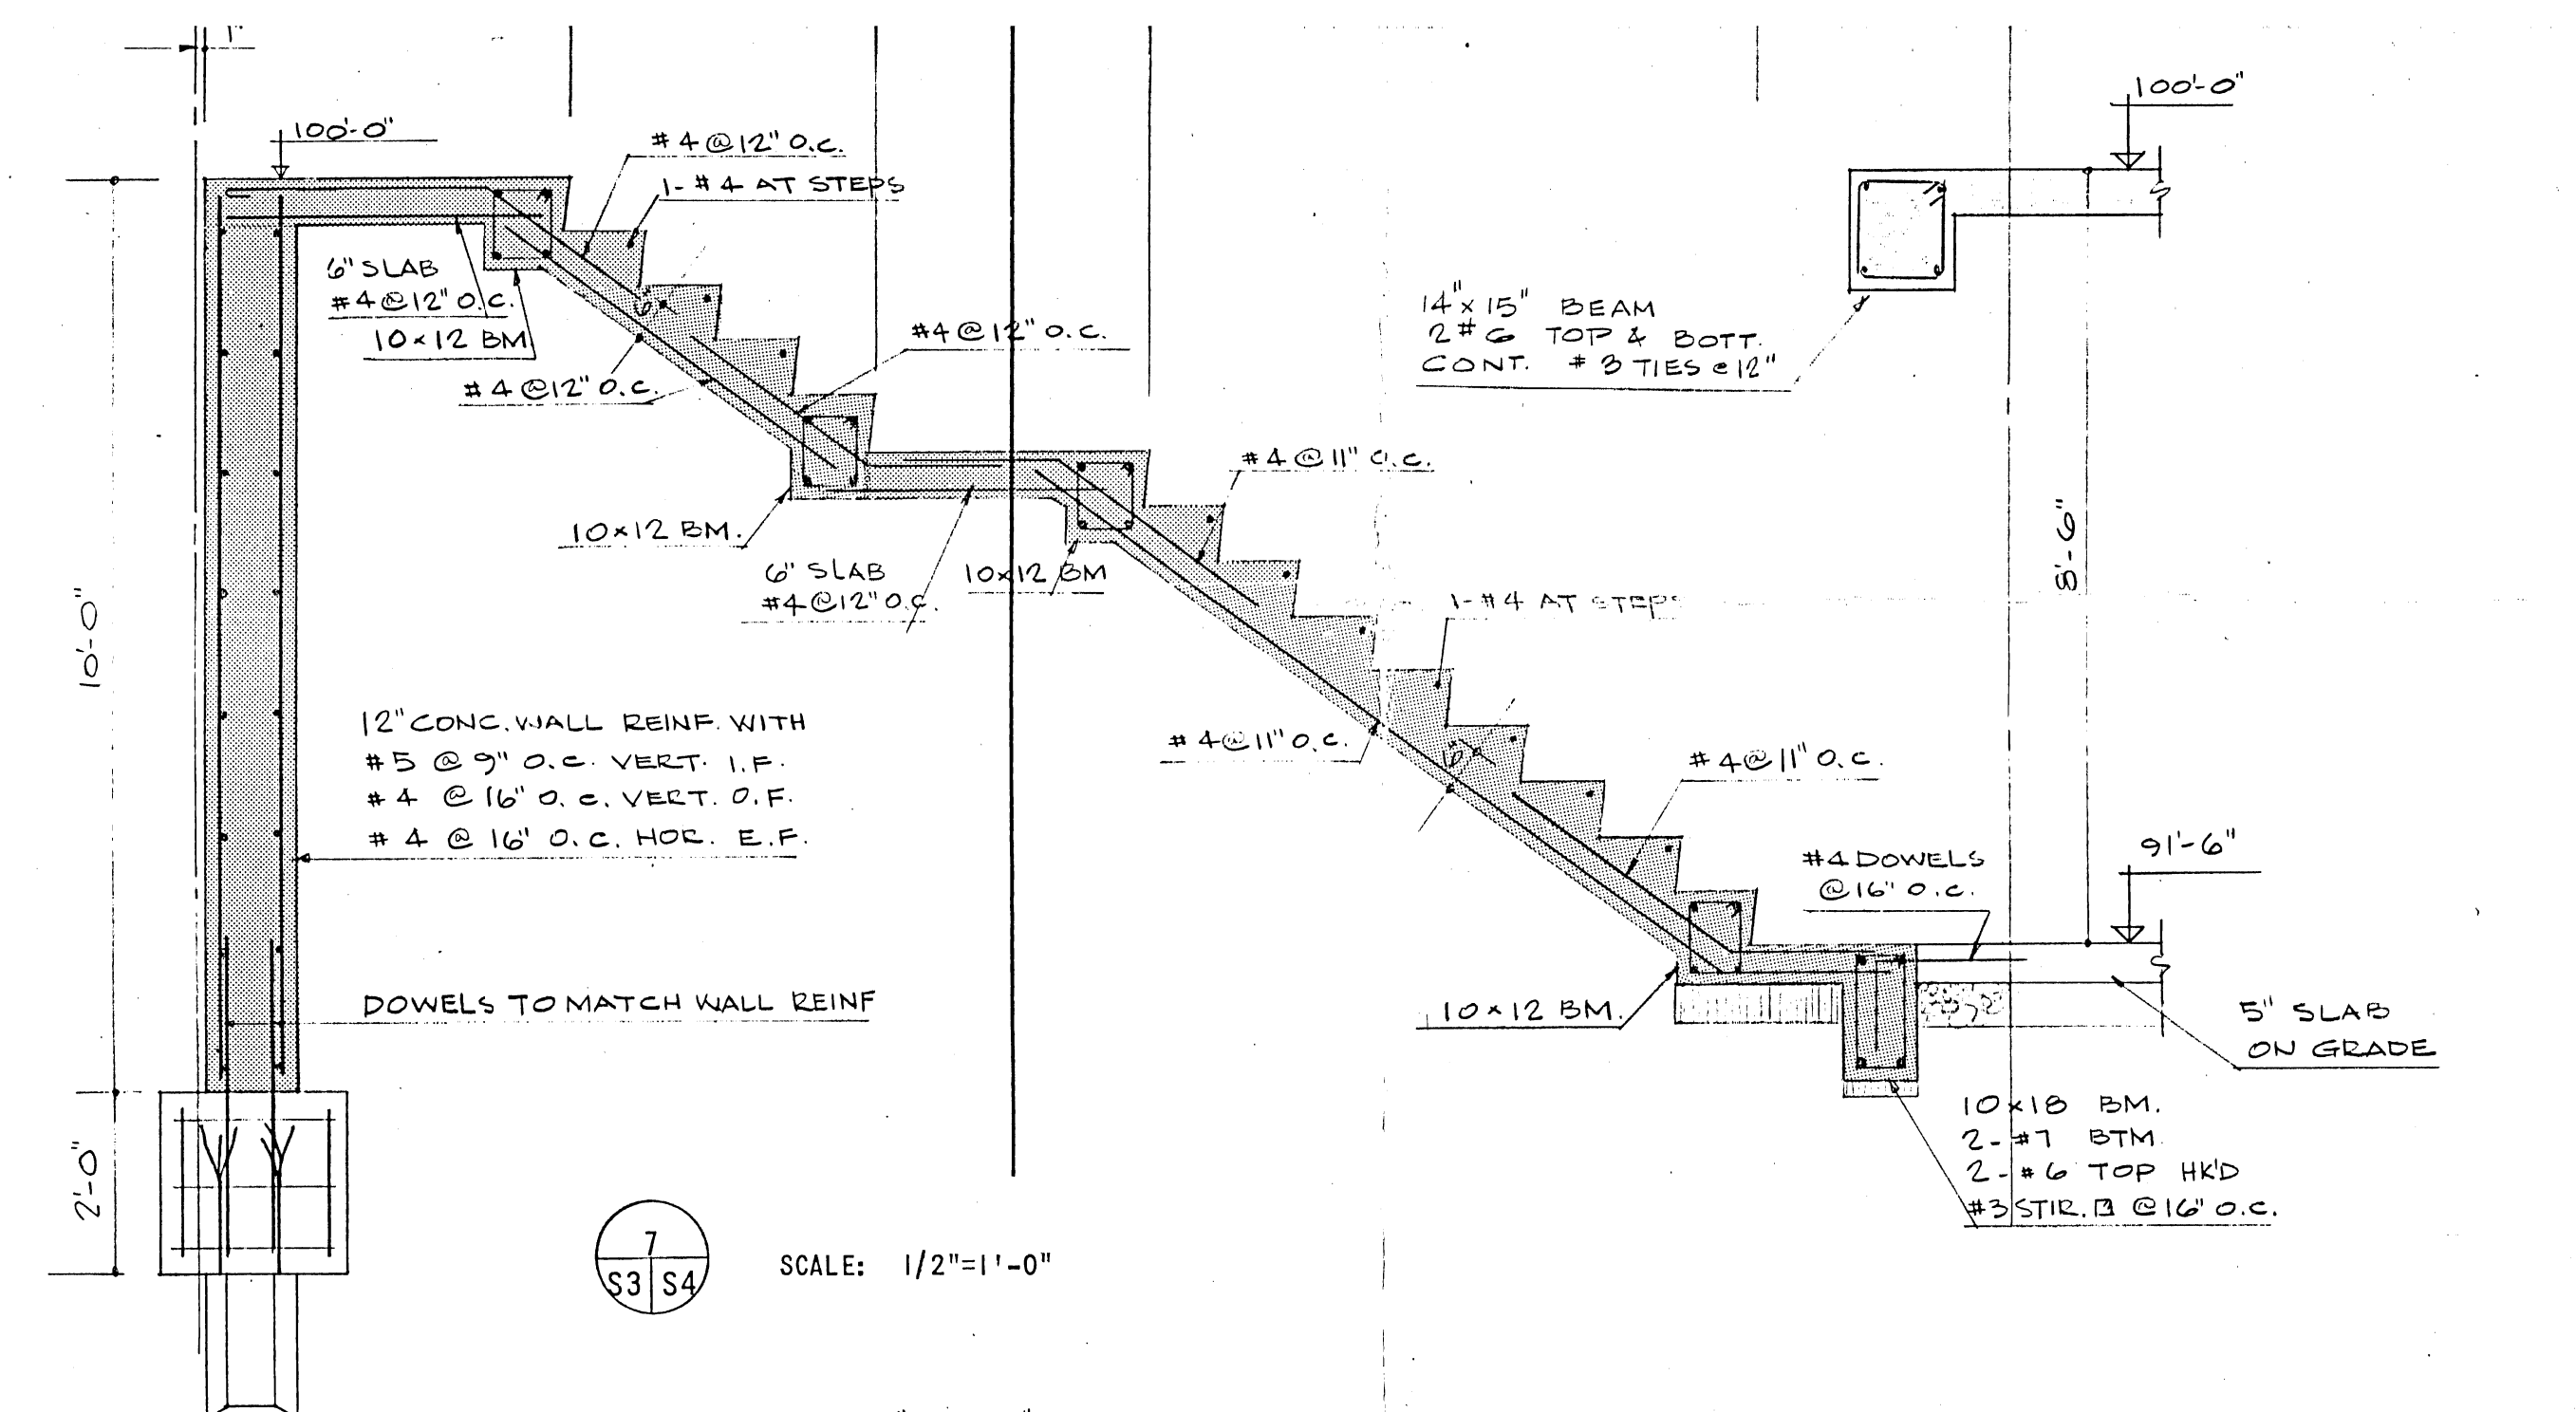 1"
100'-0"
100'-0"
#4 @ 12" O.C.
1- #4 AT STEPS
6" SLAB
#4 @ 12" O.C.
10×12 BM
6"
#4 @ 12" O.C.
#4 @ 12" O.C.
14"× 15" BEAM
2 #6 TOP & BOTT.
CONT. #3 TIES @ 12"
10×12 BM.
6" SLAB
#4 @ 12" O.C.
10×12 BM
#4 @ 11" O.C.
1- #4 AT STEPS
8'-6"
10'-0"
12" CONC. WALL REINF. WITH
#5 @ 9" O.C. VERT. I.F.
#4 @ 16" O.C. VERT. O.F.
#4 @ 16" O.C. HOR. E.F.
#4 @ 11" O.C.
6"
#4 @ 11" O.C.
#4 DOWELS
@ 16" O.C.
91'-6"
DOWELS TO MATCH WALL REINF
10×12 BM.
5" SLAB
ON GRADE
10×18 BM.
2- #7 BTM.
2- #6 TOP HK'D
#3 STIR. @ 16" O.C.
2'-0"
7
S3 S4
SCALE: 1/2"=1'-0"